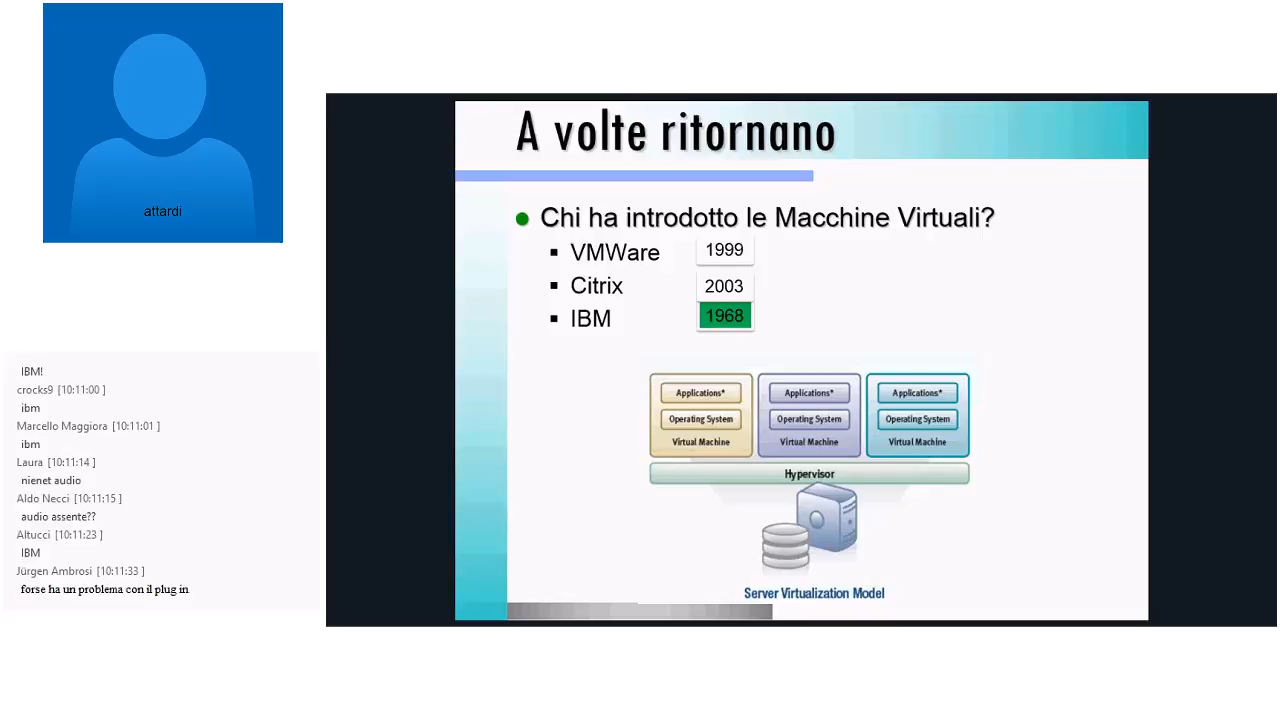 attardi
IBM!
crocks9 [10:11:00 ]
ibm
Marcello Maggiora [10:11:01 ]
ibm
Laura [10:11:14 ]
nienet audio
Aldo Necci [10:11:15 ]
audio assente??
Altucci [10:11:23 ]
IBM
Jürgen Ambrosi [10:11:33 ]
forse ha un problema con il plug in
A volte ritornano
Chi ha introdotto le Macchine Virtuali?
VMWare 1999
Citrix 2003
IBM 1968
Applications* Applications* Applications*
Operating System Operating System Operating System
Virtual Machine Virtual Machine Virtual Machine
Hypervisor
Server Virtualization Model